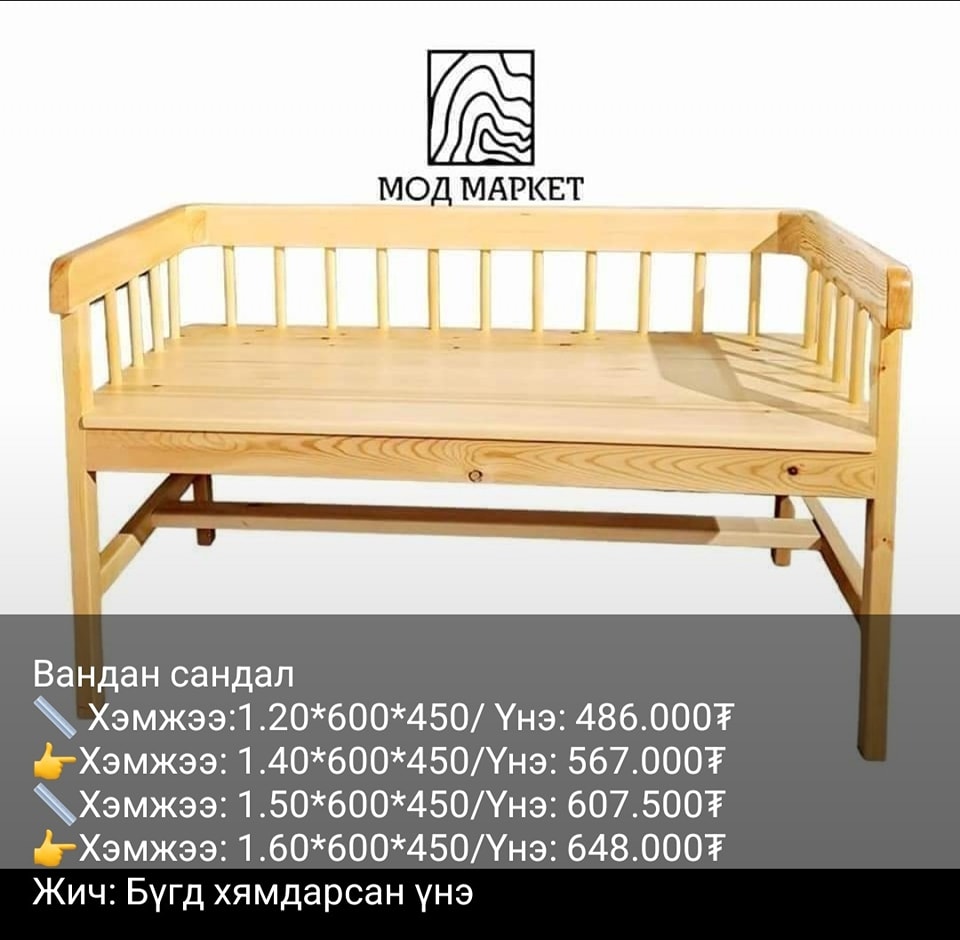 МОД МАРКЕТ
Вандан сандал
📏 Хэмжээ:1.20*600*450/ Үнэ: 486.000₮
👉Хэмжээ: 1.40*600*450/Үнэ: 567.000₮
📏Хэмжээ: 1.50*600*450/Үнэ: 607.500₮
👉Хэмжээ: 1.60*600*450/Үнэ: 648.000₮
Жич: Бүгд хямдарсан үнэ